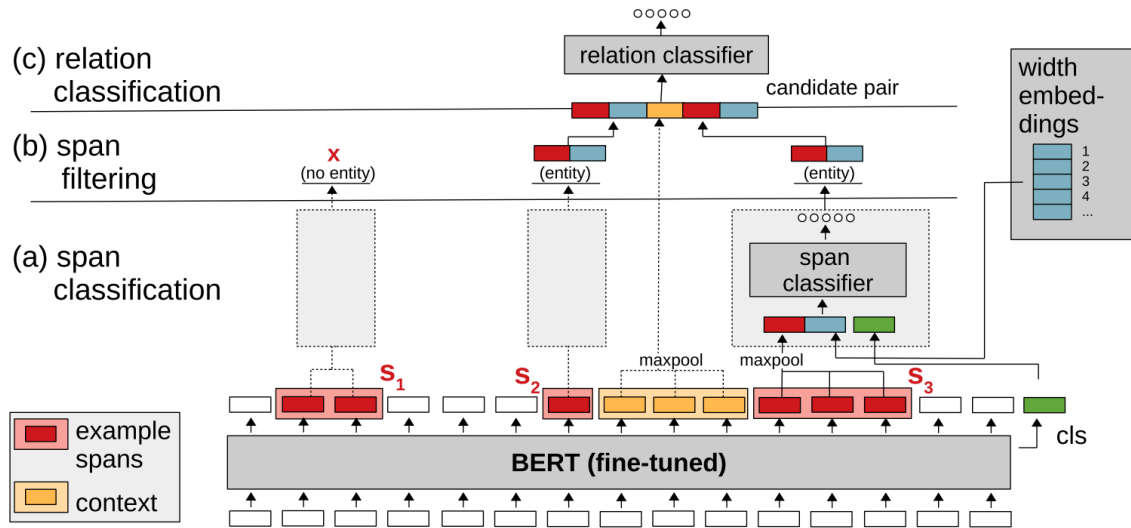 (c) relation
classification
relation classifier
candidate pair
width
embed-
dings
1
2
3
4
...
(b) span
filtering
x
(no entity)
(entity)
(entity)
(a) span
classification
span
classifier
maxpool
maxpool
s1
s2
s3
cls
BERT (fine-tuned)
example
spans
context